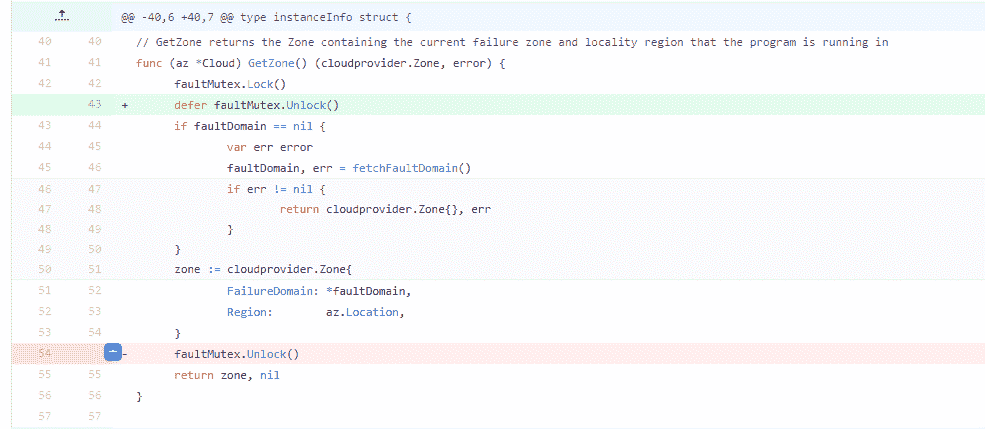 @@ -40,6 +40,7 @@ type instanceInfo struct {
40 40 // GetZone returns the Zone containing the current failure zone and locality region that the program is running in
41 41 func (az *Cloud) GetZone() (cloudprovider.Zone, error) {
42 42 faultMutex.Lock()
43 + defer faultMutex.Unlock()
43 44 if faultDomain == nil {
44 45 var err error
45 46 faultDomain, err = fetchFaultDomain()
46 47 if err != nil {
47 48 return cloudprovider.Zone{}, err
48 49 }
49 50 }
50 51 zone := cloudprovider.Zone{
51 52 FailureDomain: *faultDomain,
52 53 Region: az.Location,
53 54 }
54 - faultMutex.Unlock()
55 55 return zone, nil
56 56 }
57 57